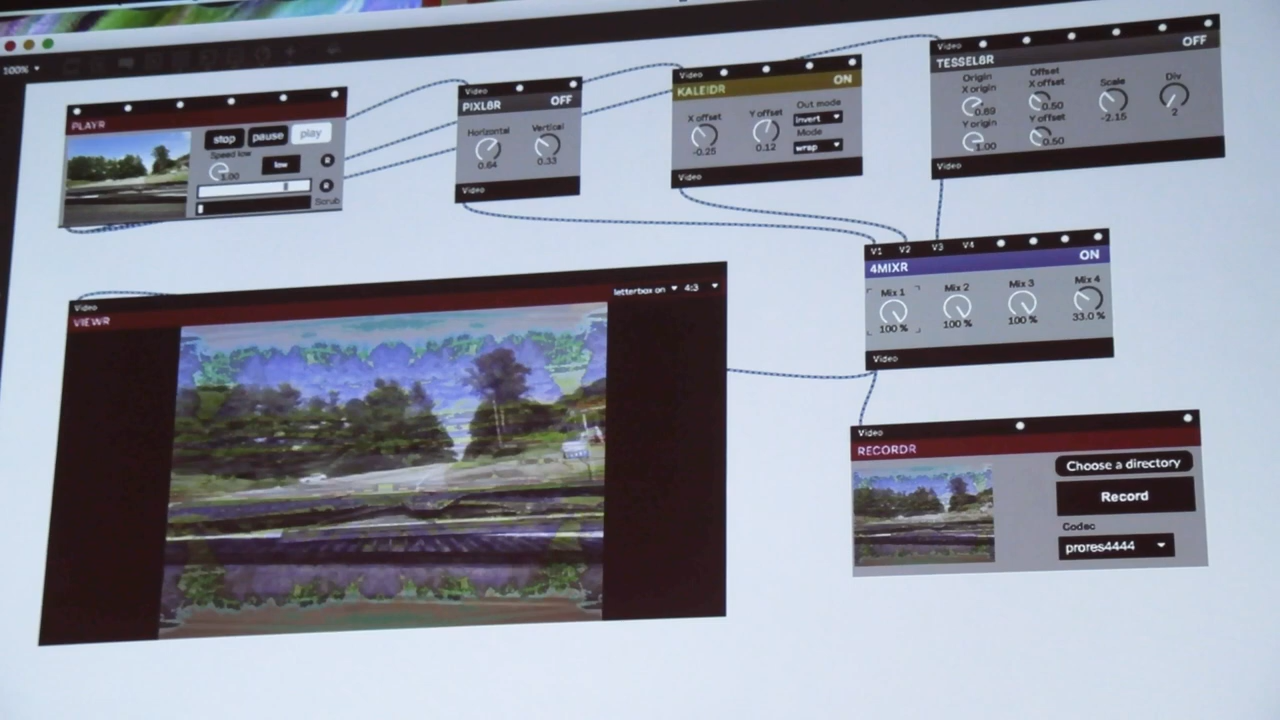 100%
PLAYR
stop pause play
Speed low
1.00
low
R
R
Scrub
Video
PIXL8R OFF
Horizontal Vertical
0.64 0.33
Video
Video
KALEIDR ON
X offset Y offset Out mode
Invert
Mode
-0.25 0.12 wrap
Video
Video
TESSEL8R OFF
Origin Offset
X origin X offset Scale Div
0.69 0.50 -2.15 2
Y origin Y offset
1.00 0.50
Video
V1 V2 V3 V4
4MIXR ON
Mix 1 Mix 2 Mix 3 Mix 4
100 % 100 % 100 % 33.0 %
Video
Video
VIEWR
letterbox on 4:3
Video
RECORDR
Choose a directory
Record
Codec
prores4444